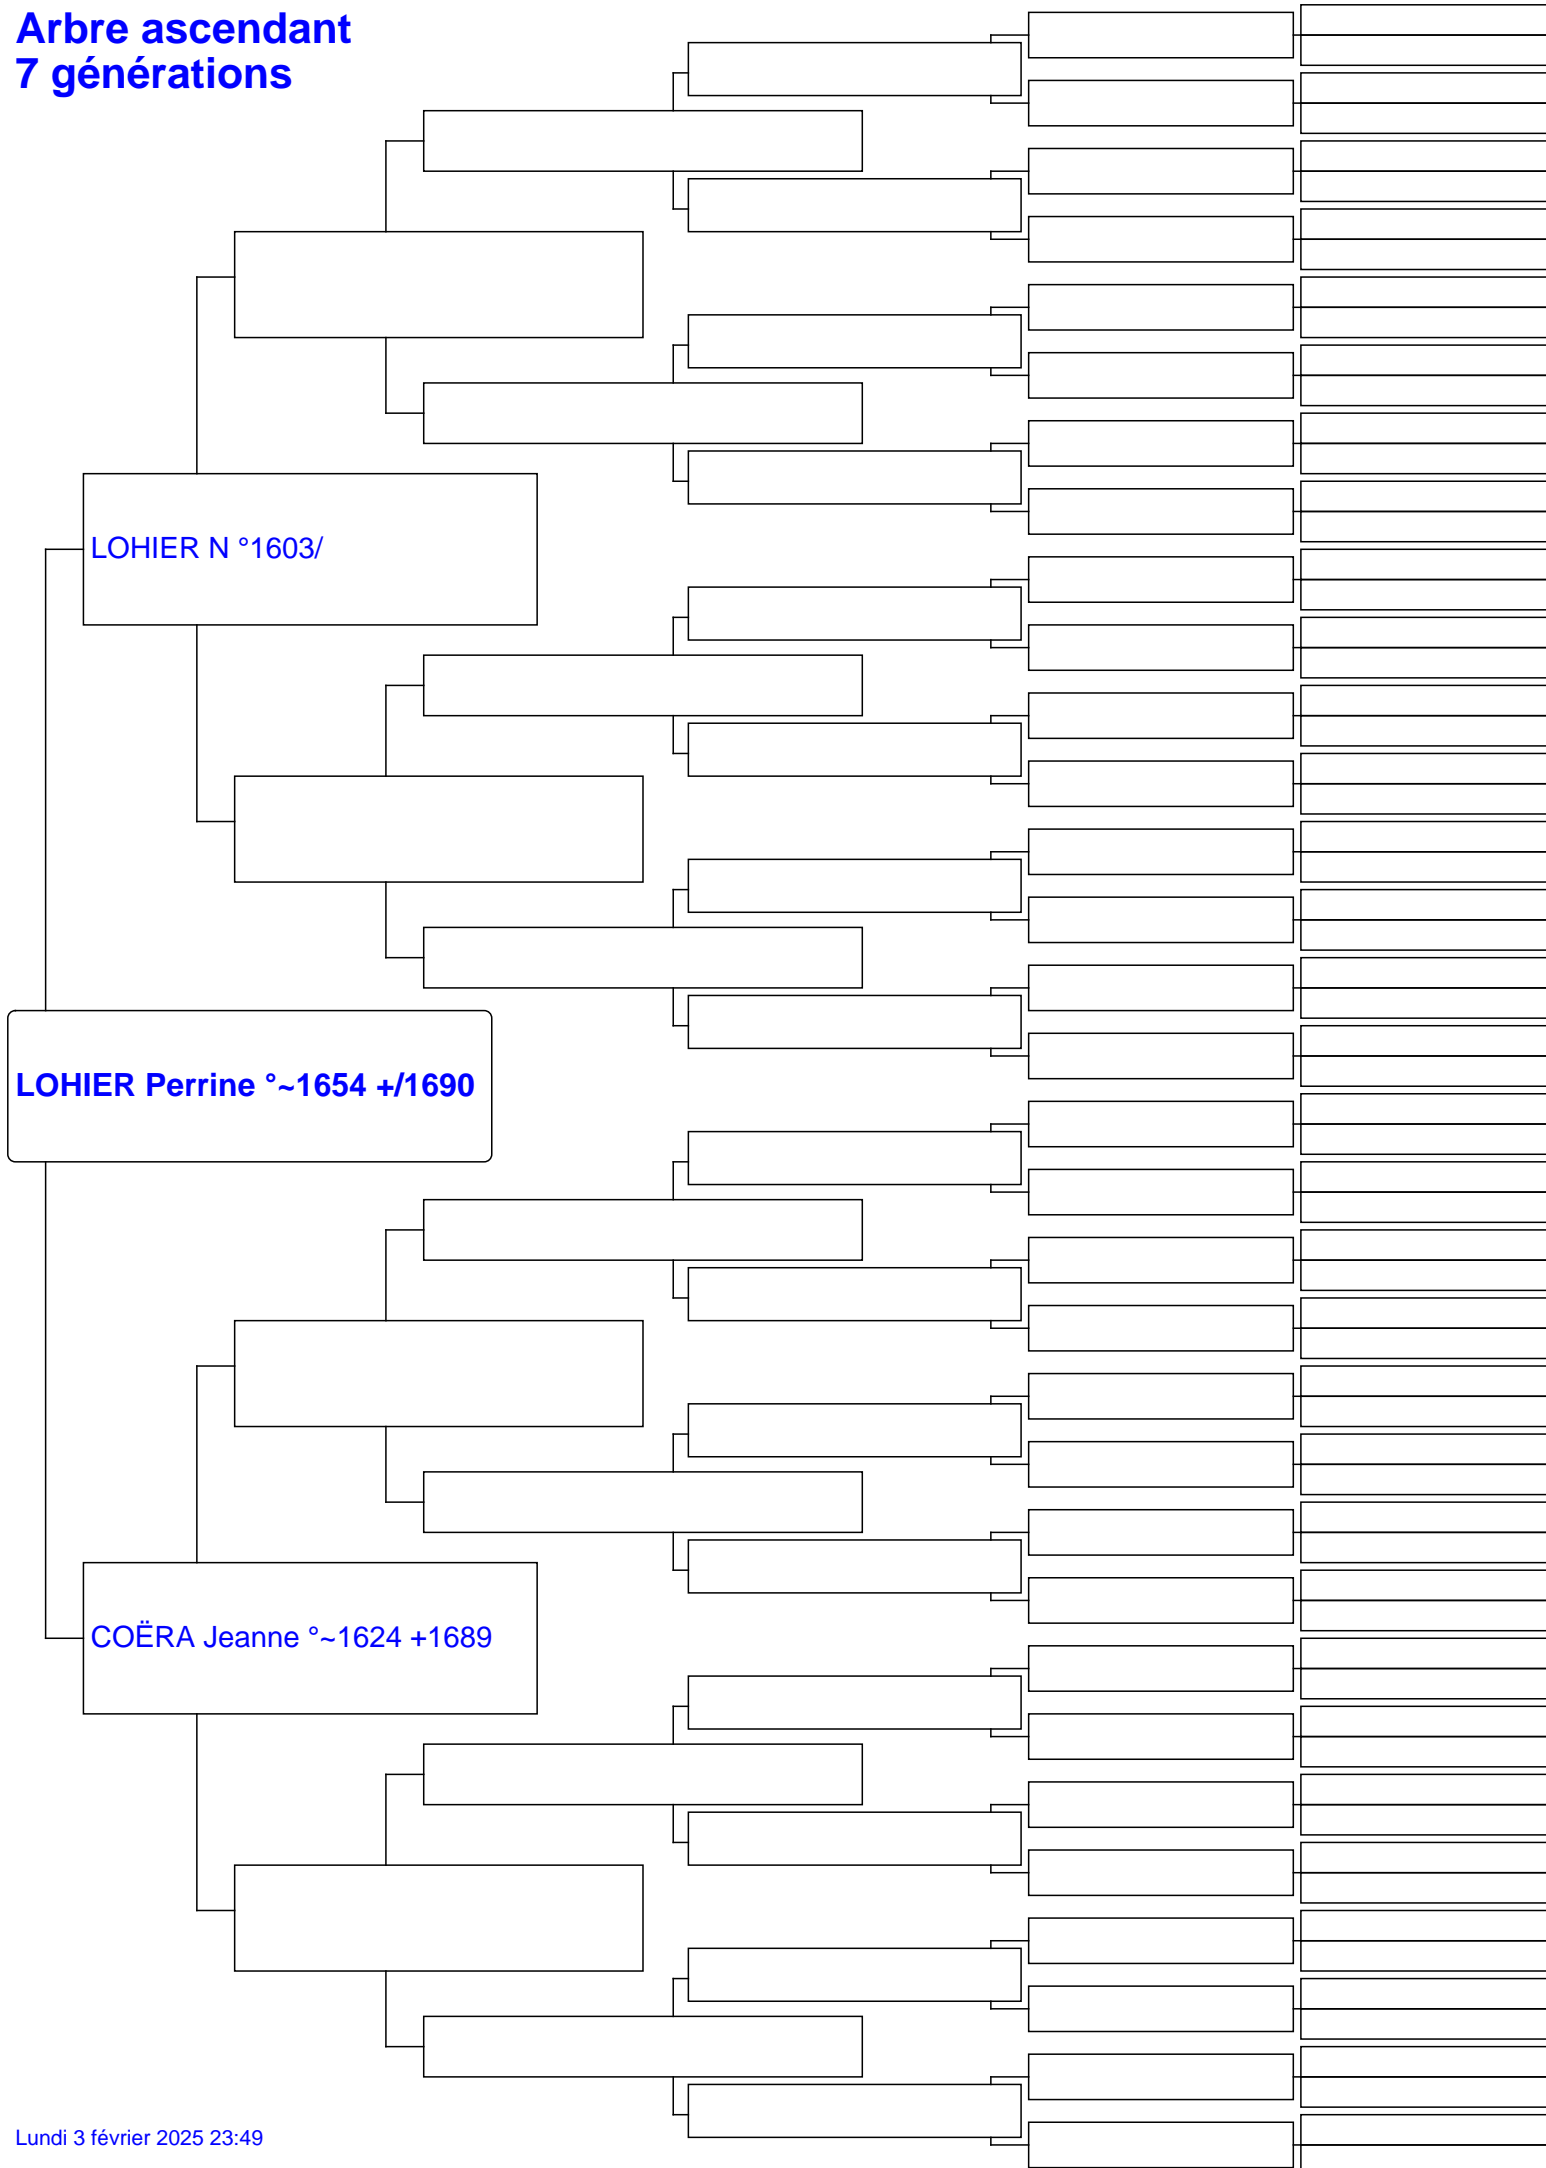 Arbre ascendant
7 générations
LOHIER N °1603/
LOHIER Perrine °~1654 +/1690
COËRA Jeanne °~1624 +1689
Lundi 3 février 2025 23:49